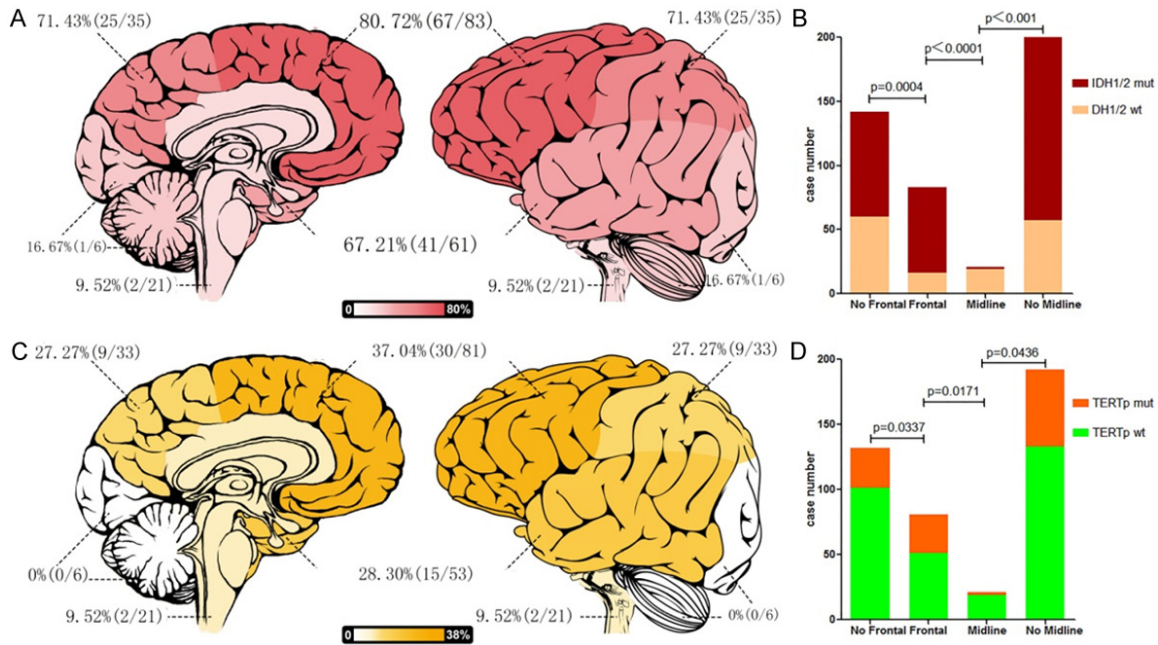 A
71.43%(25/35)
80.72%(67/83)
71.43%(25/35)
16.67%(1/6)
67.21%(41/61)
9.52%(2/21)
9.52%(2/21)
16.67%(1/6)
0
80%
B
p<0.001
p<0.0001
p=0.0004
200
150
100
50
0
case number
IDH1/2 mut
DH1/2 wt
No Frontal
Frontal
Midline
No Midline
C
27.27%(9/33)
37.04%(30/81)
27.27%(9/33)
0%(0/6)
28.30%(15/53)
9.52%(2/21)
9.52%(2/21)
0%(0/6)
0
38%
D
p=0.0436
p=0.0171
p=0.0337
200
150
100
50
0
case number
TERTp mut
TERTp wt
No Frontal
Frontal
Midline
No Midline